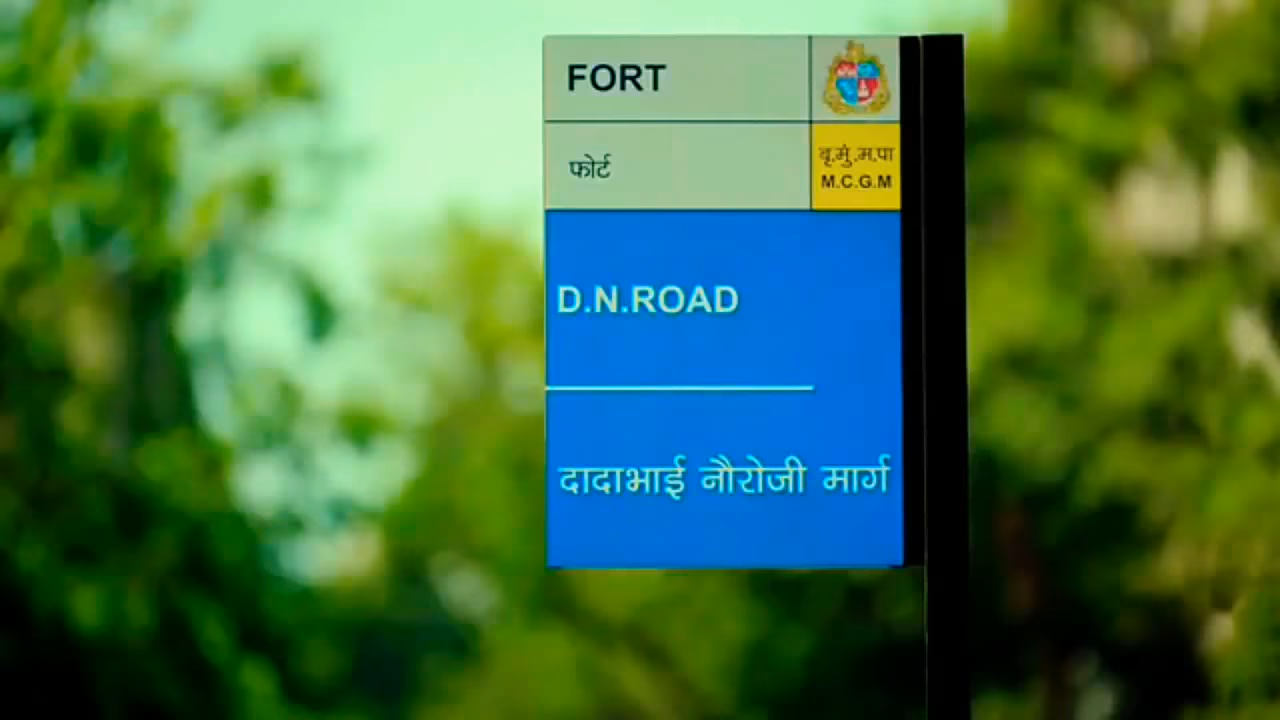 FORT
फोर्ट
बृ.मुं.म.पा
M.C.G.M
D.N.ROAD
दादाभाई नौरोजी मार्ग